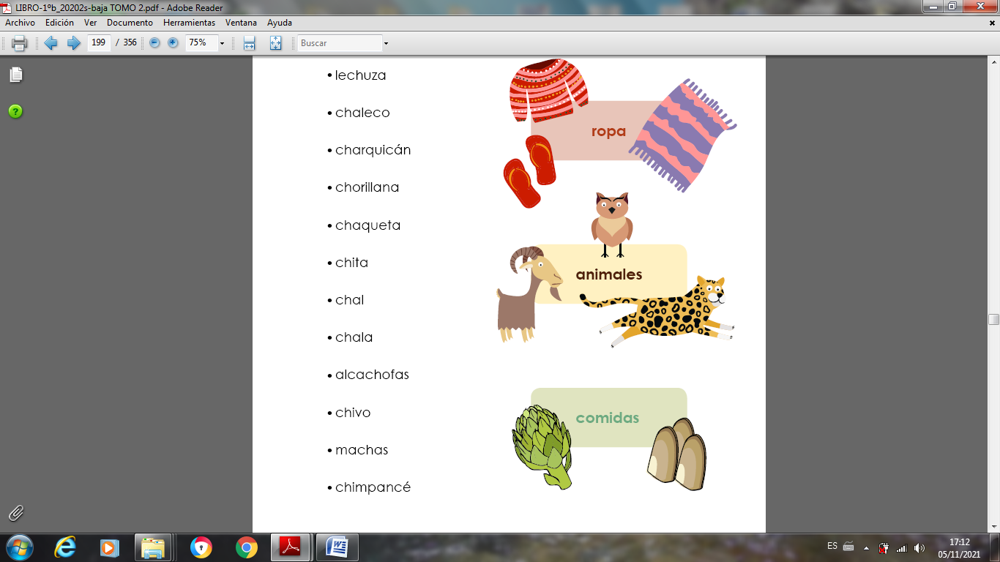 LIBRO-1ºb_20202s-baja TOMO 2.pdf - Adobe Reader
Archivo Edición Ver Documento Herramientas Ventana Ayuda
199 / 356 75% Buscar
• lechuza
• chaleco
• charquicán
• chorillana
• chaqueta
• chita
• chal
• chala
• alcachofas
• chivo
• machas
• chimpancé
ropa
animales
comidas
ES 17:12
05/11/2021